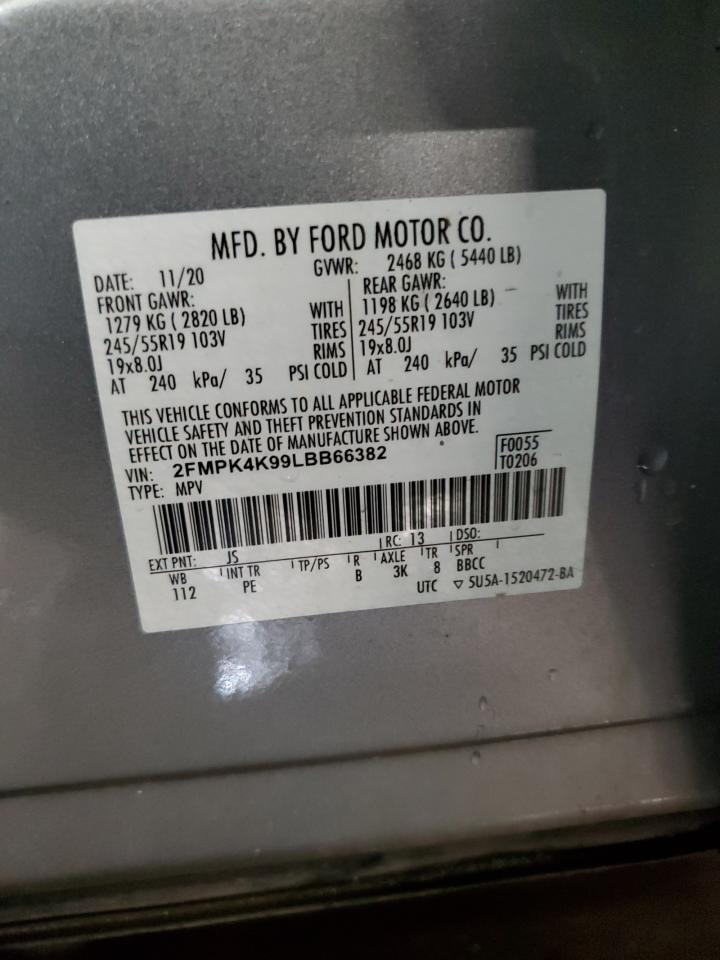 MFD. BY FORD MOTOR CO.
DATE: 11/20 GVWR: 2468 KG ( 5440 LB)
FRONT GAWR: REAR GAWR:
1279 KG ( 2820 LB) WITH 1198 KG ( 2640 LB) WITH
245/55R19 103V TIRES 245/55R19 103V TIRES
19x8.0J RIMS 19x8.0J RIMS
AT 240 kPa/ 35 PSI COLD AT 240 kPa/ 35 PSI COLD
THIS VEHICLE CONFORMS TO ALL APPLICABLE FEDERAL MOTOR
VEHICLE SAFETY AND THEFT PREVENTION STANDARDS IN
EFFECT ON THE DATE OF MANUFACTURE SHOWN ABOVE.
VIN: 2FMPK4K99LBB66382 F0055
TYPE: MPV T0206
EXT PNT: JS RC: 13 DSO:
WB INT TR TP/PS R AXLE TR SPR
112 PE B 3K 8 BBCC
UTC ▽ 5U5A-1520472-BA